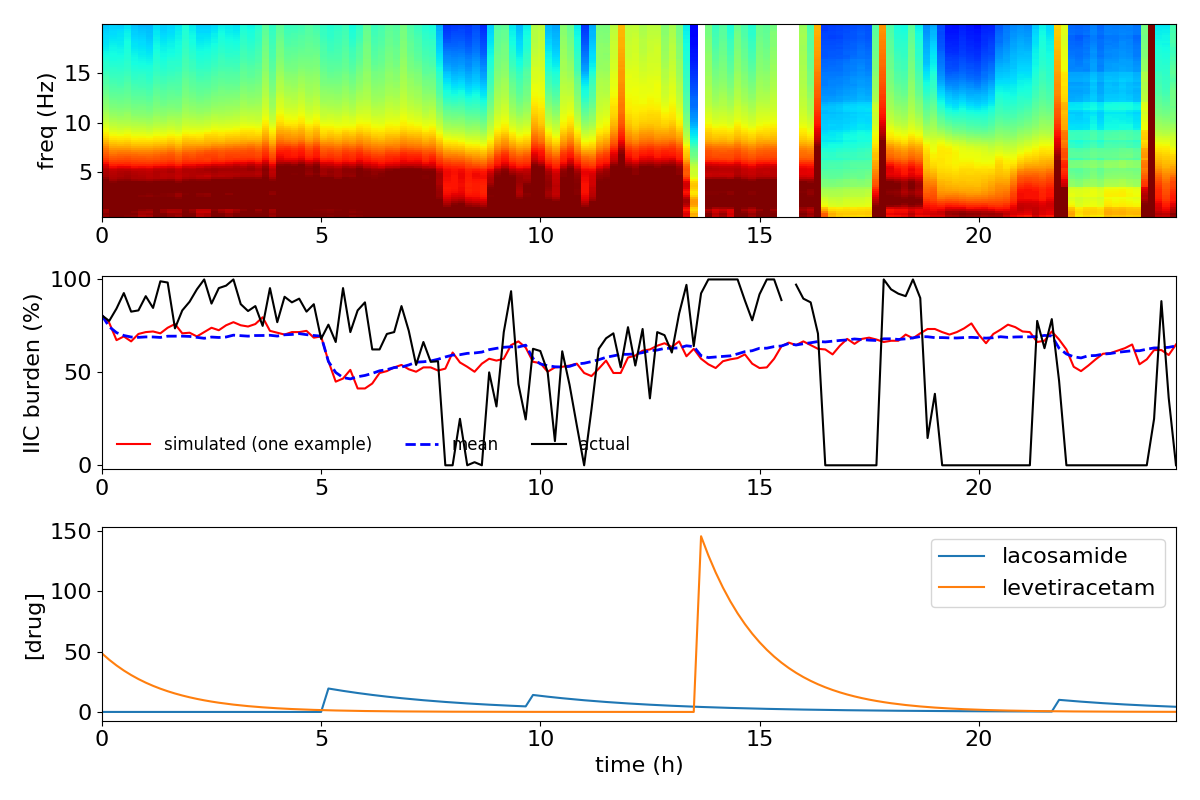 freq (Hz)
15
10
5
0 5 10 15 20
IIC burden (%)
100
50
0
simulated (one example) mean actual
0 5 10 15 20
[drug]
150
100
50
0
lacosamide
levetiracetam
0 5 10 15 20
time (h)